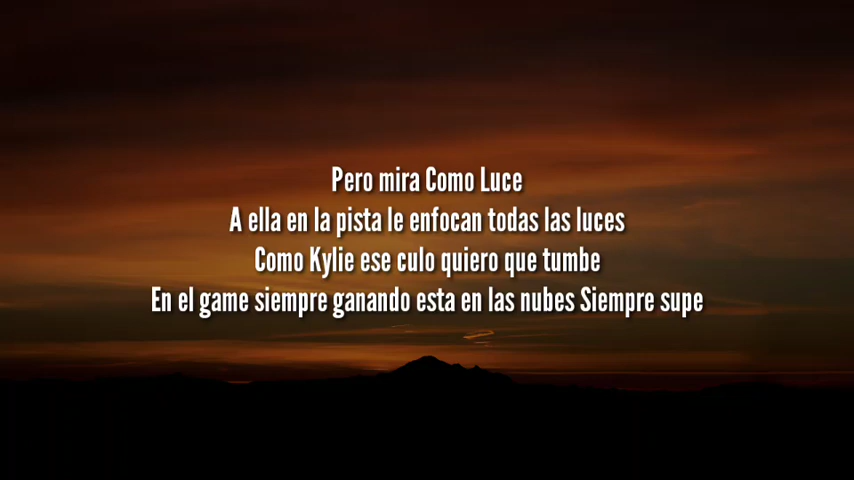 Pero mira Como Luce
A ella en la pista le enfocan todas las luces
Como Kylie ese culo quiero que tumbe
En el game siempre ganando esta en las nubes Siempre supe